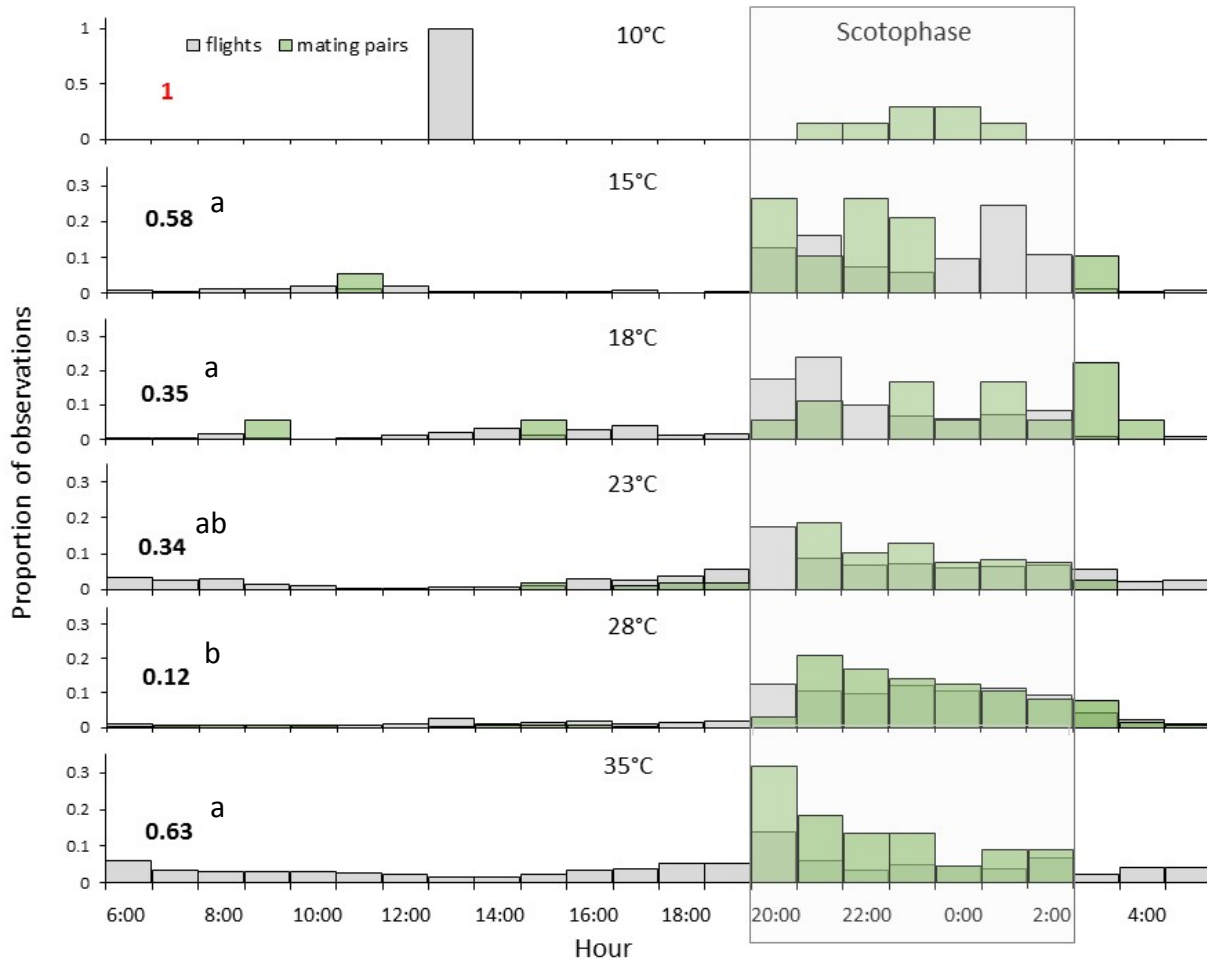 1 flights mating pairs 10°C Scotophase
0.5
0
1
0.3 15°C
0.2
0.1
0
0.58 a
0.3 18°C
0.2
0.1
0
0.35 a
0.3 23°C
0.2
0.1
0
0.34 ab
0.3 28°C
0.2
0.1
0
0.12 b
0.3 35°C
0.2
0.1
0
0.63 a
6:00 8:00 10:00 12:00 14:00 16:00 18:00 20:00 22:00 0:00 2:00 4:00
Hour
Proportion of observations